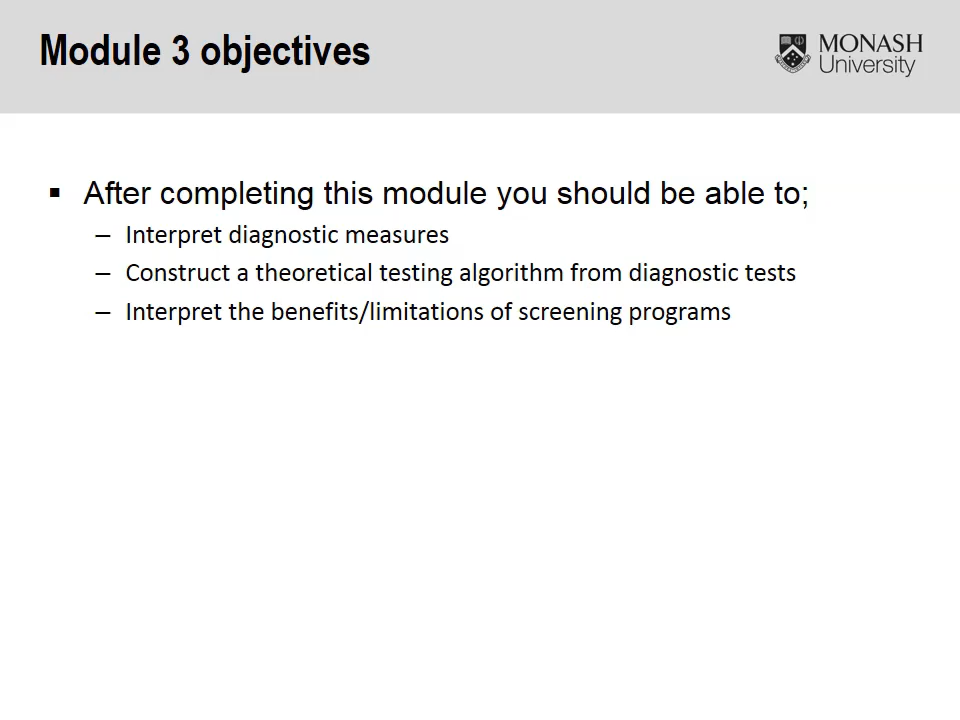 Module 3 objectives
MONASH
University
▪ After completing this module you should be able to;
– Interpret diagnostic measures
– Construct a theoretical testing algorithm from diagnostic tests
– Interpret the benefits/limitations of screening programs